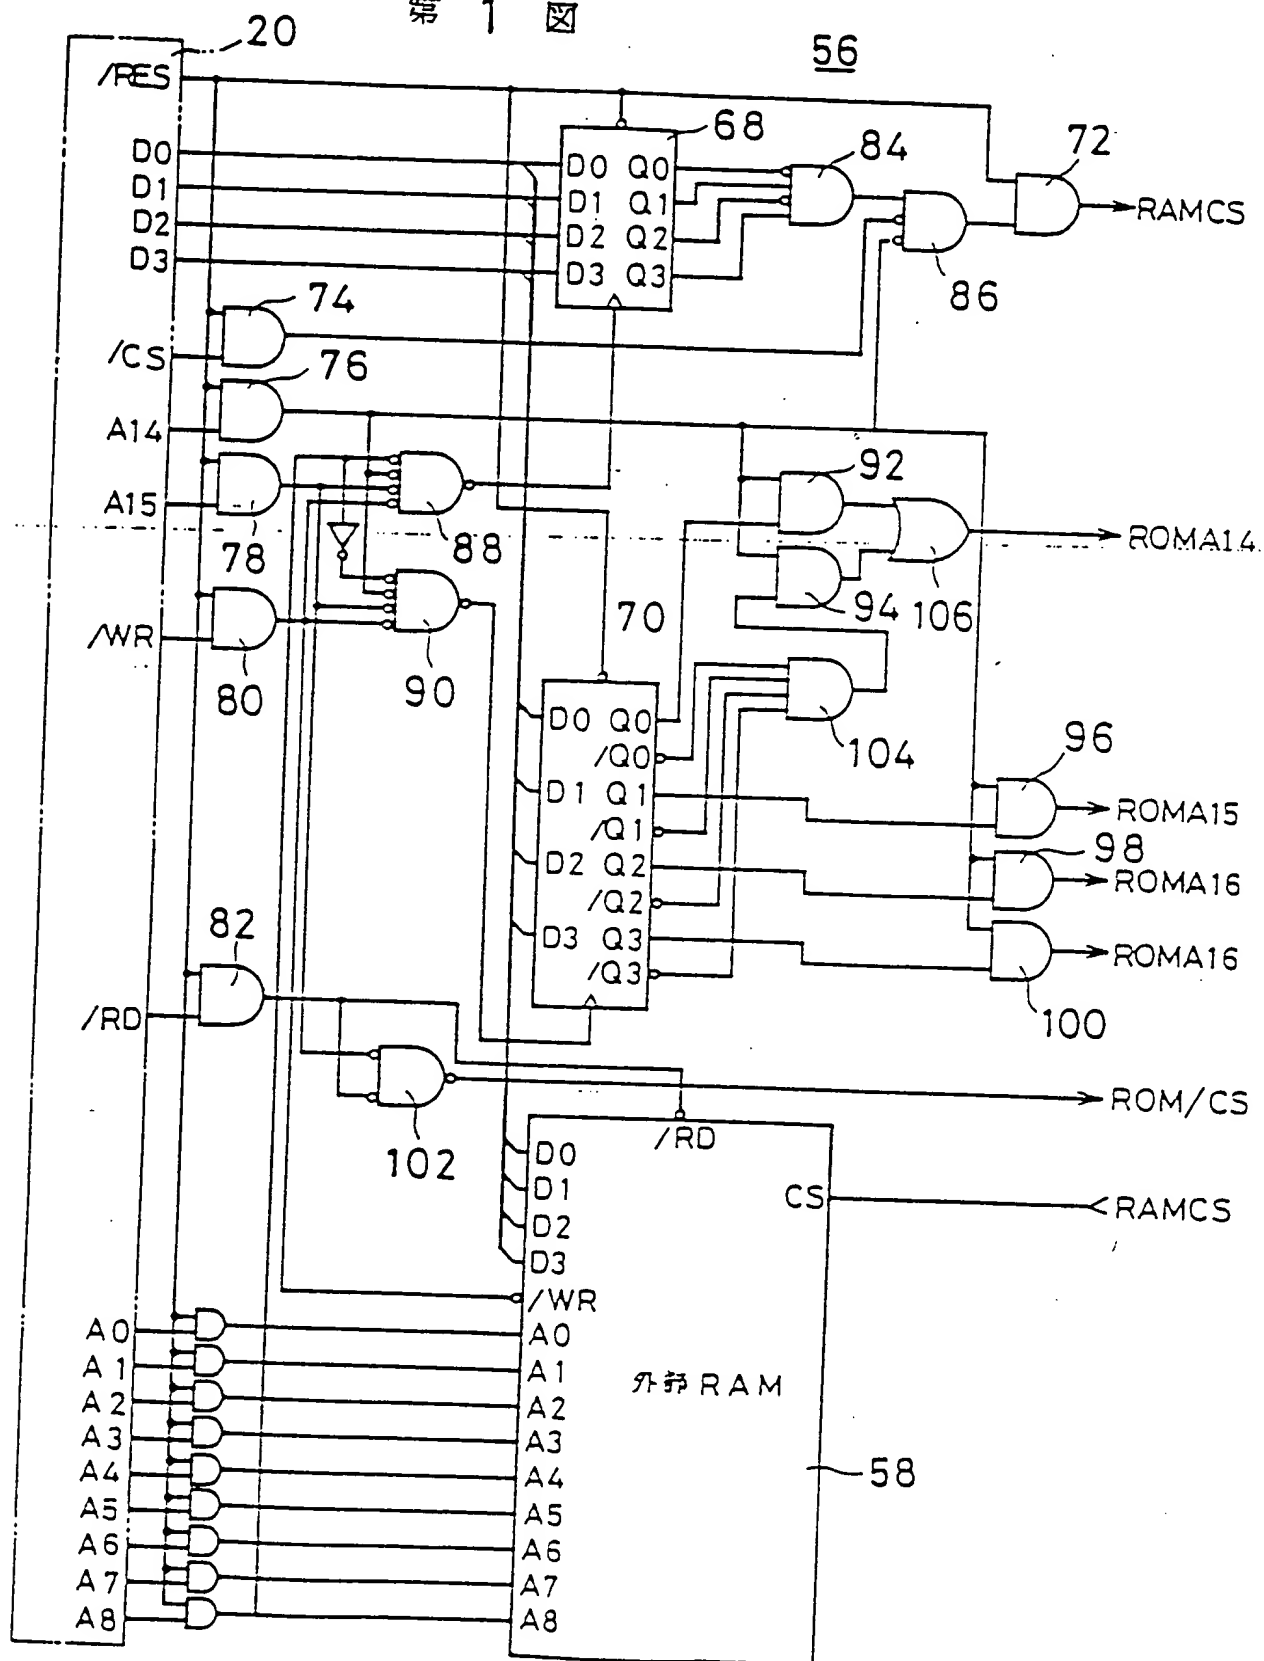 第 1 図
20
56
/RES
68
84
72
D0
D0 Q0
D1
D1 Q1
RAMCS
D2
D2 Q2
D3
D3 Q3
86
74
/CS
76
A14
92
A15
78
88
ROMA14
94
106
/WR
70
80
90
D0 Q0
/Q0
104
96
D1 Q1
ROMA15
/Q1
98
D2 Q2
ROMA16
/Q2
82
D3 Q3
ROMA16
/Q3
/RD
100
ROM/CS
102
/RD
D0
D1
CS
RAMCS
D2
D3
/WR
A0
A0
A1
A1
外部 RAM
A2
A2
A3
A3
A4
A4
58
A5
A5
A6
A6
A7
A7
A8
A8